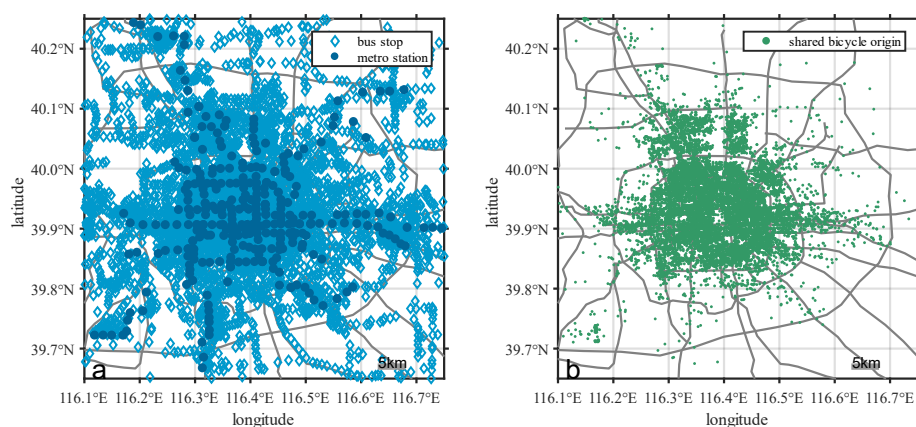 bus stop
metro station
40.2°N
40.1°N
40.0°N
39.9°N
39.8°N
39.7°N
latitude
a
5km
116.1°E 116.2°E 116.3°E 116.4°E 116.5°E 116.6°E 116.7°E
longitude
shared bicycle origin
40.2°N
40.1°N
40.0°N
39.9°N
39.8°N
39.7°N
latitude
b
5km
116.1°E 116.2°E 116.3°E 116.4°E 116.5°E 116.6°E 116.7°E
longitude